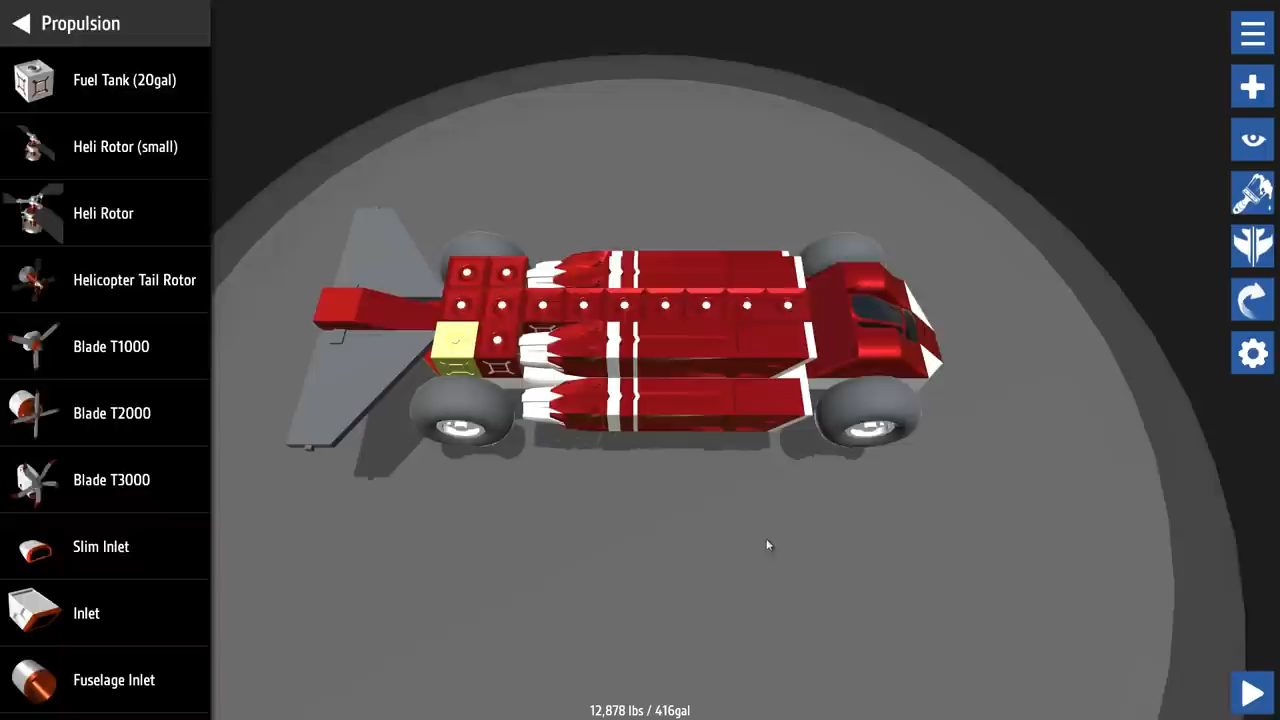 Propulsion
Fuel Tank (20gal)
Heli Rotor (small)
Heli Rotor
Helicopter Tail Rotor
Blade T1000
Blade T2000
Blade T3000
Slim Inlet
Inlet
Fuselage Inlet
12,878 lbs / 416gal